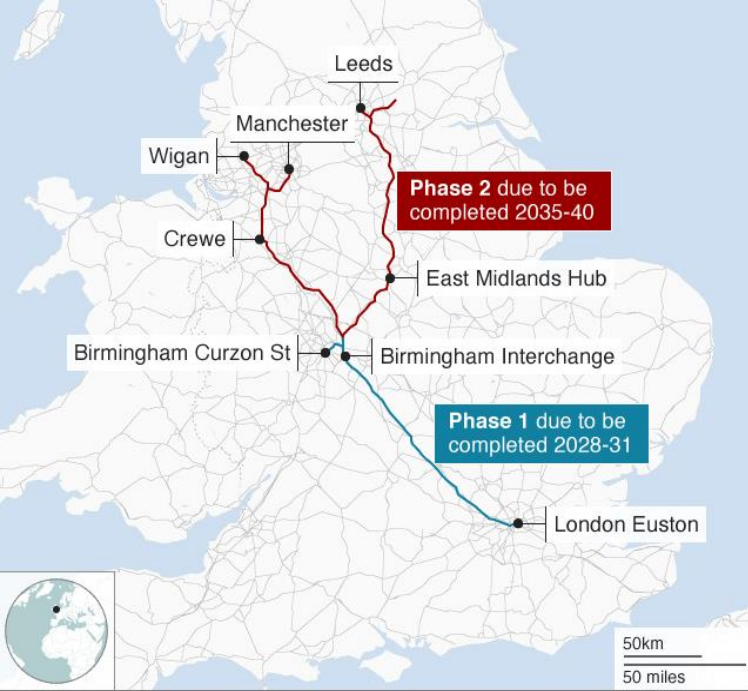 Leeds
Manchester
Wigan
Phase 2 due to be
completed 2035-40
Crewe
East Midlands Hub
Birmingham Curzon St
Birmingham Interchange
Phase 1 due to be
completed 2028-31
London Euston
50km
50 miles